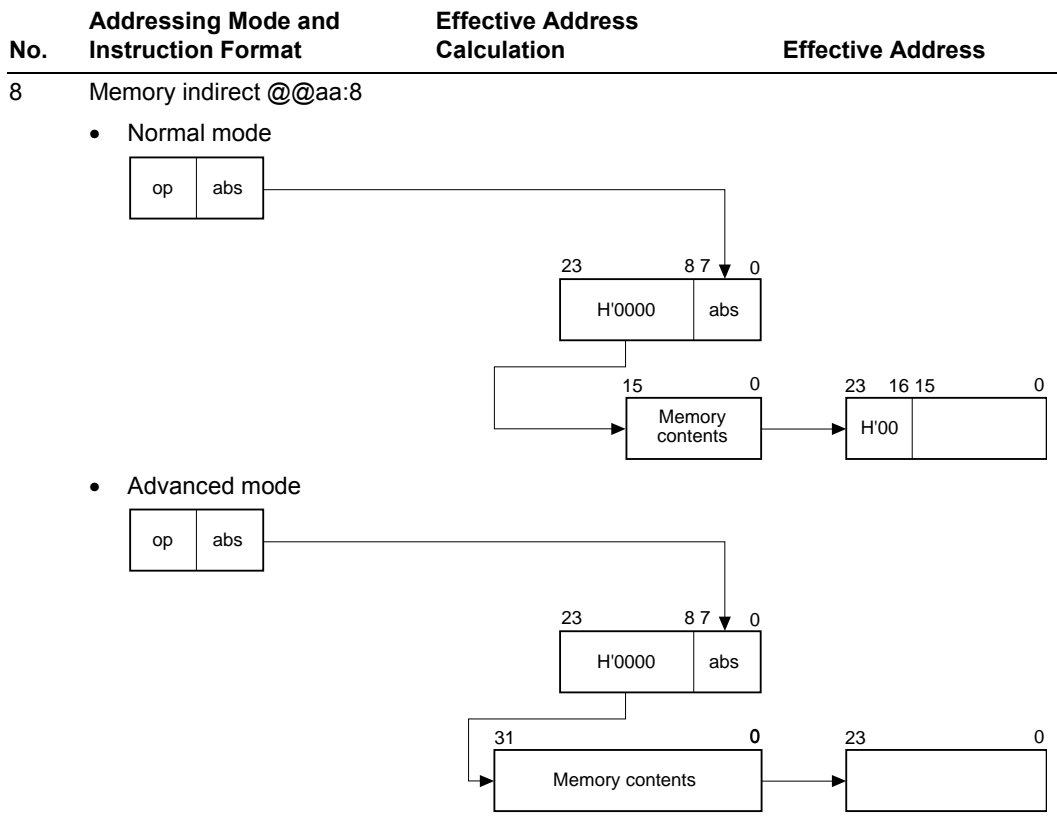 No. Addressing Mode and Instruction Format Effective Address Calculation Effective Address
8 Memory indirect @@aa:8
• Normal mode
op abs
23 8 7 0
H'0000 abs
15 0
Memory contents
23 16 15 0
H'00
• Advanced mode
op abs
23 8 7 0
H'0000 abs
31 0
Memory contents
23 0